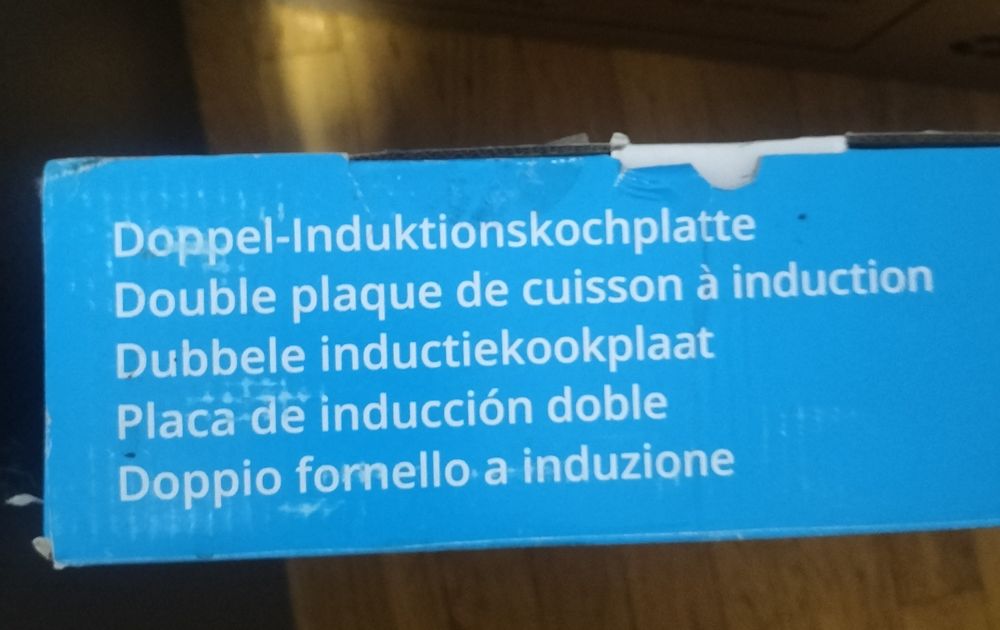 Doppel-Induktionskochplatte
Double plaque de cuisson à induction
Dubbele inductiekookplaat
Placa de inducción doble
Doppio fornello a induzione